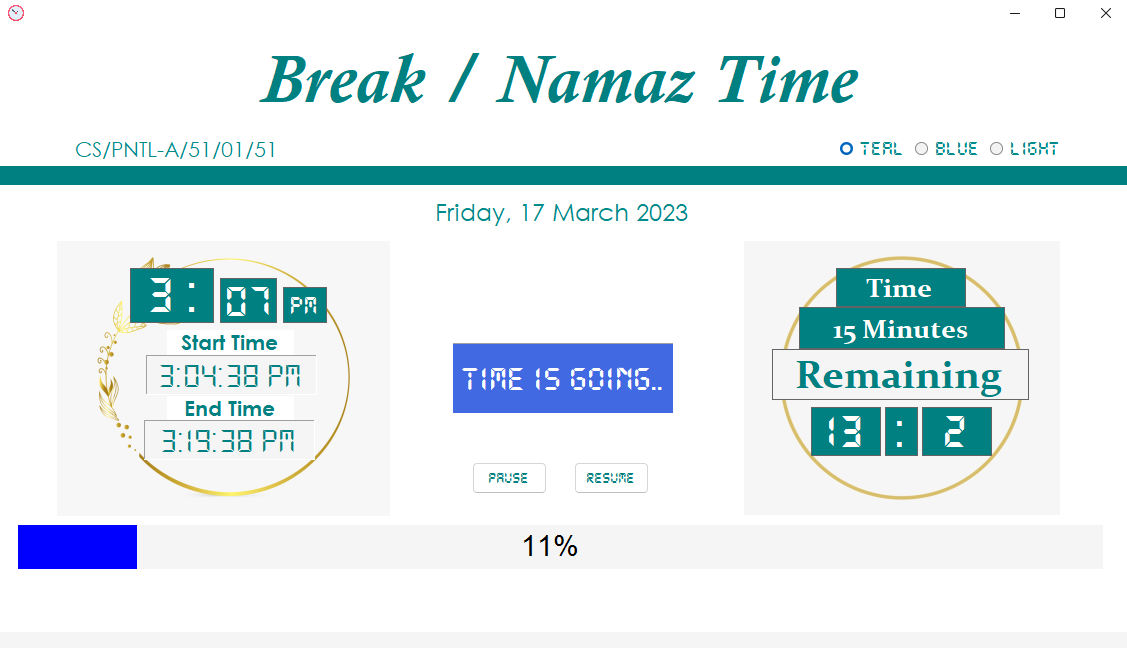 Break / Namaz Time
CS/PNTL-A/51/01/51
TEAL BLUE LIGHT
Friday, 17 March 2023
3: 07 PM
Start Time
3:04:38 PM
End Time
3:19:38 PM
TIME IS GOING..
PAUSE RESUME
Time
15 Minutes
Remaining
13 : 2
11%